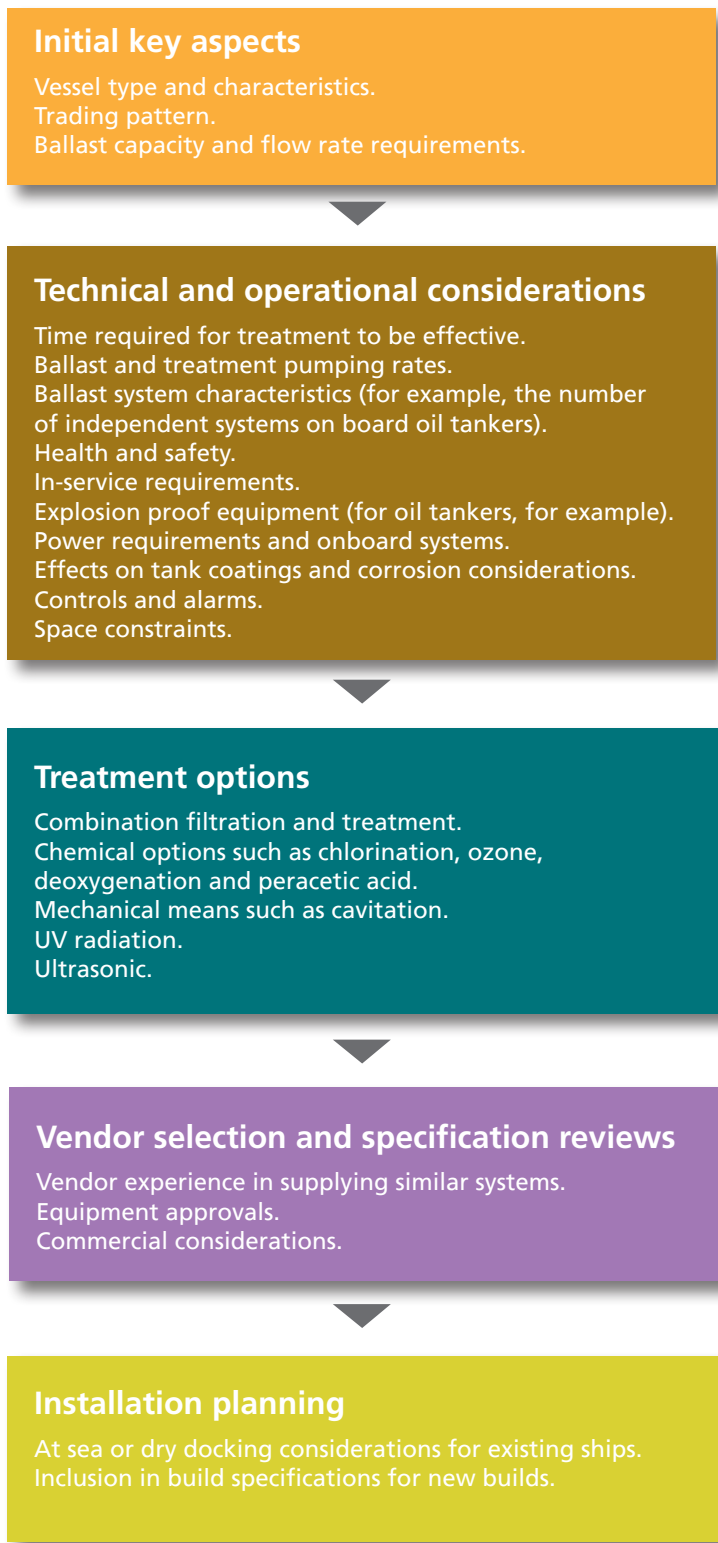 Initial key aspects
Vessel type and characteristics.
Trading pattern.
Ballast capacity and flow rate requirements.
Technical and operational considerations
Time required for treatment to be effective.
Ballast and treatment pumping rates.
Ballast system characteristics (for example, the number
of independent systems on board oil tankers).
Health and safety.
In-service requirements.
Explosion proof equipment (for oil tankers, for example).
Power requirements and onboard systems.
Effects on tank coatings and corrosion considerations.
Controls and alarms.
Space constraints.
Treatment options
Combination filtration and treatment.
Chemical options such as chlorination, ozone,
deoxygenation and peracetic acid.
Mechanical means such as cavitation.
UV radiation.
Ultrasonic.
Vendor selection and specification reviews
Vendor experience in supplying similar systems.
Equipment approvals.
Commercial considerations.
Installation planning
At sea or dry docking considerations for existing ships.
Inclusion in build specifications for new builds.